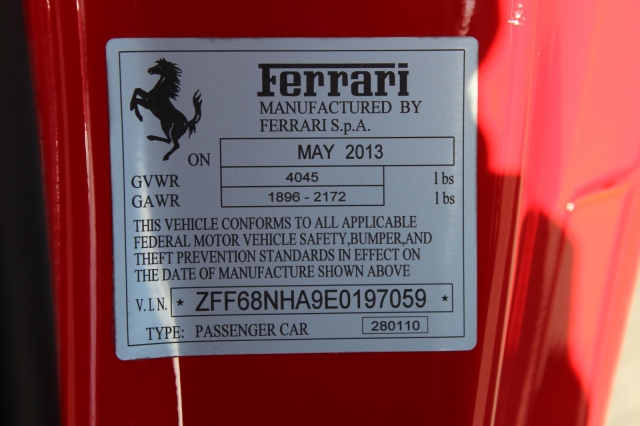 Ferrari
MANUFACTURED BY
FERRARI S.p.A.
ON MAY 2013
GVWR 4045 lbs
GAWR 1896 - 2172 lbs
THIS VEHICLE CONFORMS TO ALL APPLICABLE
FEDERAL MOTOR VEHICLE SAFETY,BUMPER,AND
THEFT PREVENTION STANDARDS IN EFFECT ON
THE DATE OF MANUFACTURE SHOWN ABOVE
V.I.N. * ZFF68NHA9E0197059 *
TYPE: PASSENGER CAR 280110